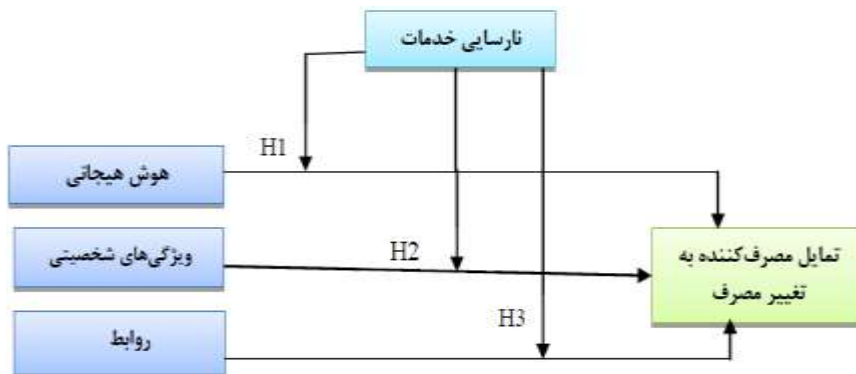 نارسایی خدمات
H1
هوش هیجانی
ویژگی‌های شخصیتی
H2
تمایل مصرف‌کننده به
تغییر مصرف
H3
روابط